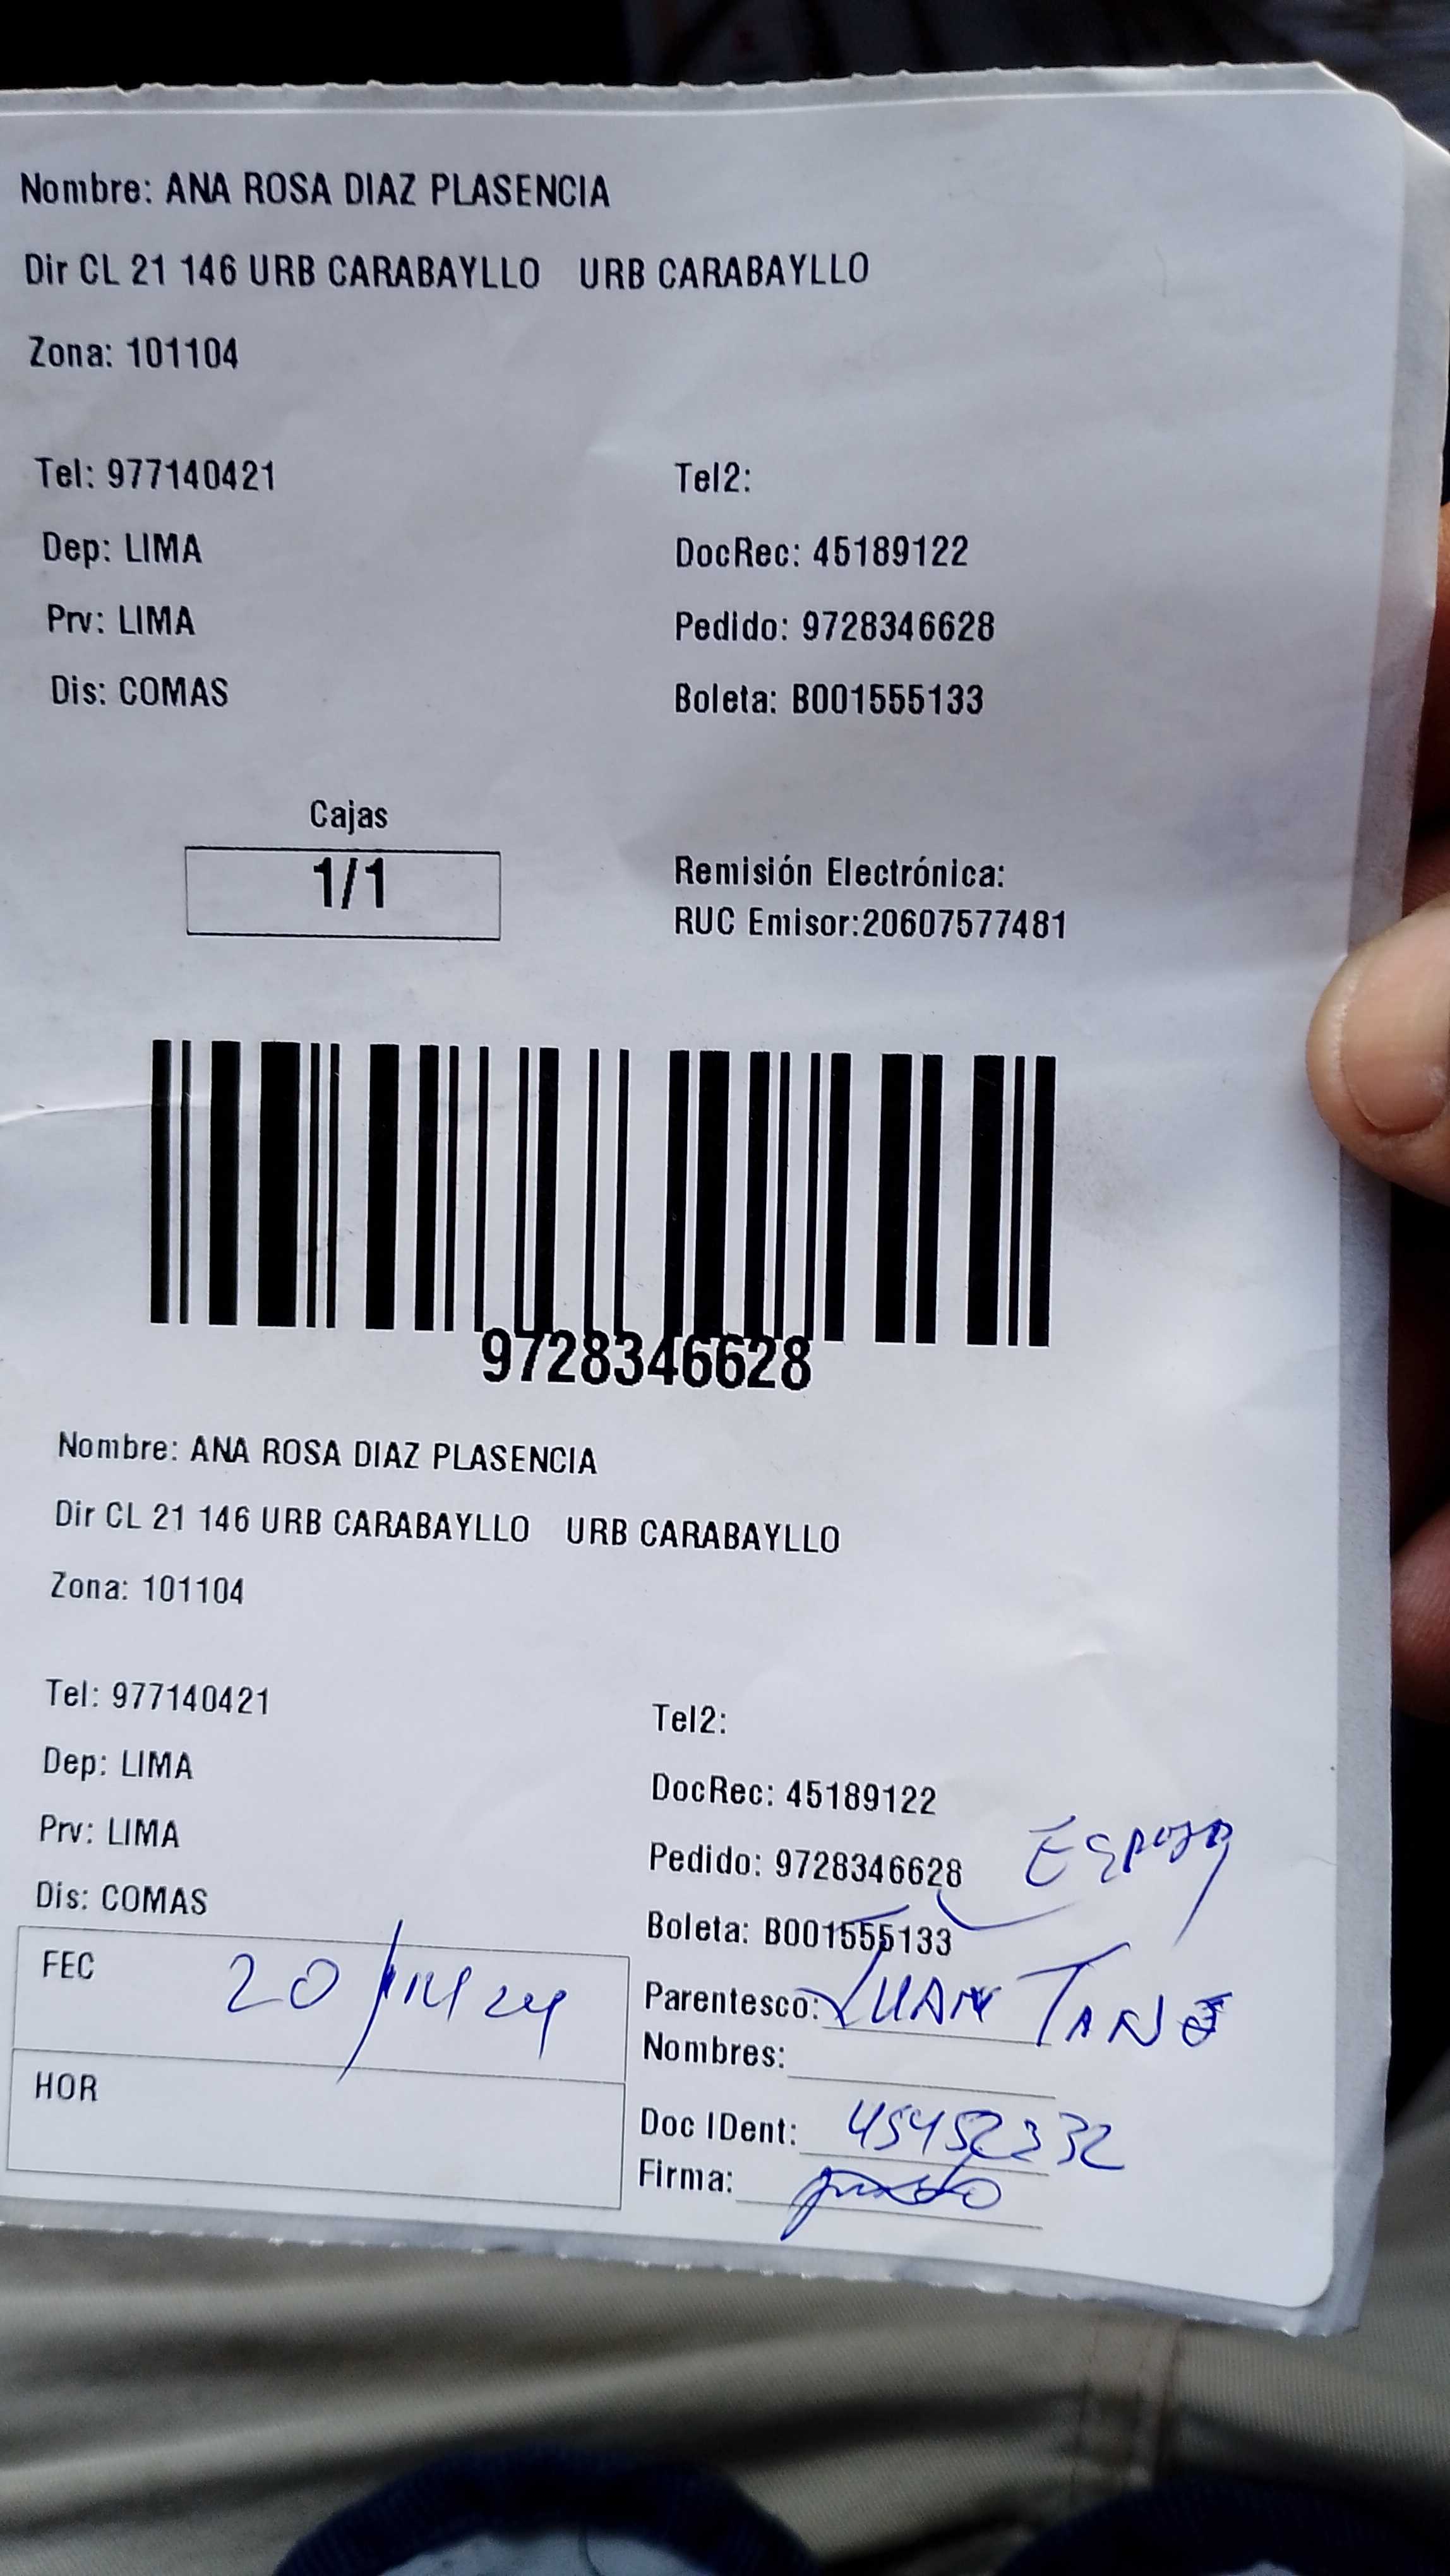 Nombre: ANA ROSA DIAZ PLASENCIA
Dir CL 21 146 URB CARABAYLLO URB CARABAYLLO
Zona: 101104
Tel: 977140421 Tel2:
Dep: LIMA DocRec: 45189122
Prv: LIMA Pedido: 9728346628
Dis: COMAS Boleta: B001555133
Cajas
1/1
Remisión Electrónica:
RUC Emisor:20607577481
9728346628
Nombre: ANA ROSA DIAZ PLASENCIA
Dir CL 21 146 URB CARABAYLLO URB CARABAYLLO
Zona: 101104
Tel: 977140421 Tel2:
Dep: LIMA DocRec: 45189122
Prv: LIMA Pedido: 9728346628
Dis: COMAS Boleta: B001555133
FEC 20
Parentesco: JUAN
Nombres:
HOR
Doc IDent: 45452332
Firma: